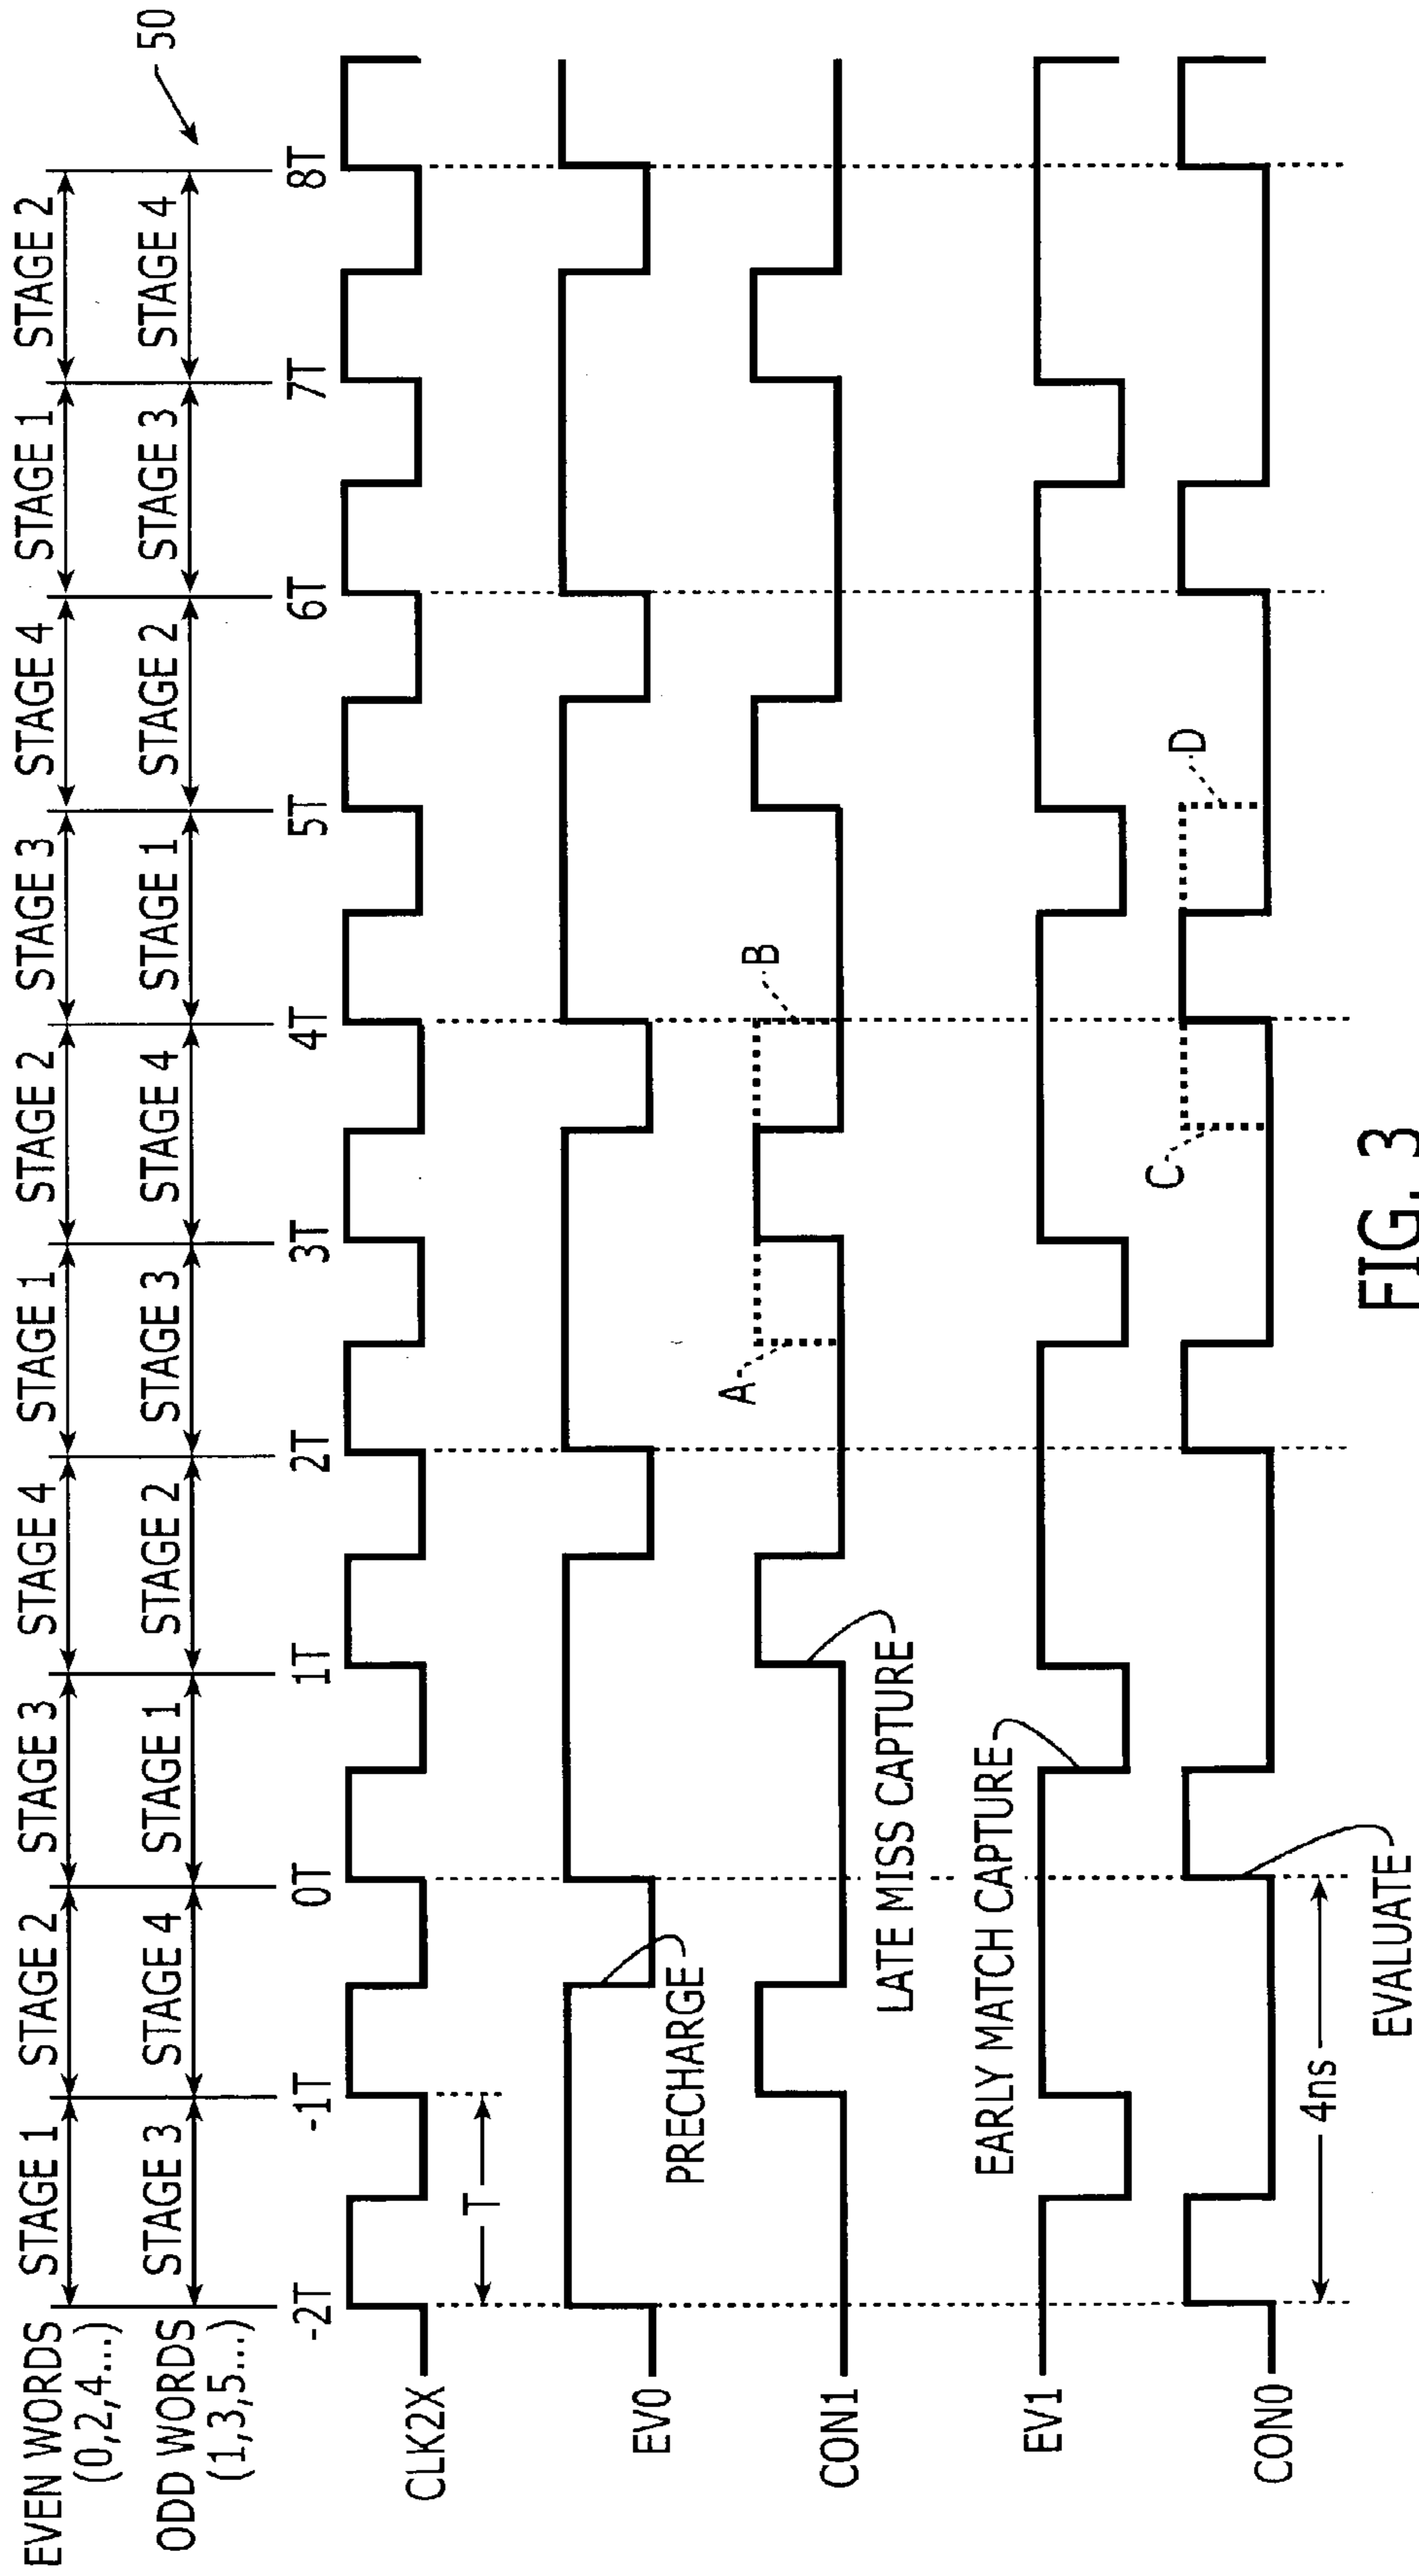 50
EVEN WORDS
(0,2,4...)
STAGE 1 STAGE 2 STAGE 3 STAGE 4 STAGE 1 STAGE 2 STAGE 3 STAGE 4 STAGE 1 STAGE 2
ODD WORDS
(1,3,5...)
STAGE 3 STAGE 4 STAGE 1 STAGE 2 STAGE 3 STAGE 4 STAGE 1 STAGE 2 STAGE 3 STAGE 4
-2T -1T 0T 1T 2T 3T 4T 5T 6T 7T 8T
CLK2X
T
EV0
PRECHARGE
A B
CON1
LATE MISS CAPTURE
EARLY MATCH CAPTURE
EV1
C D
CON0
4ns
EVALUATE
FIG. 3